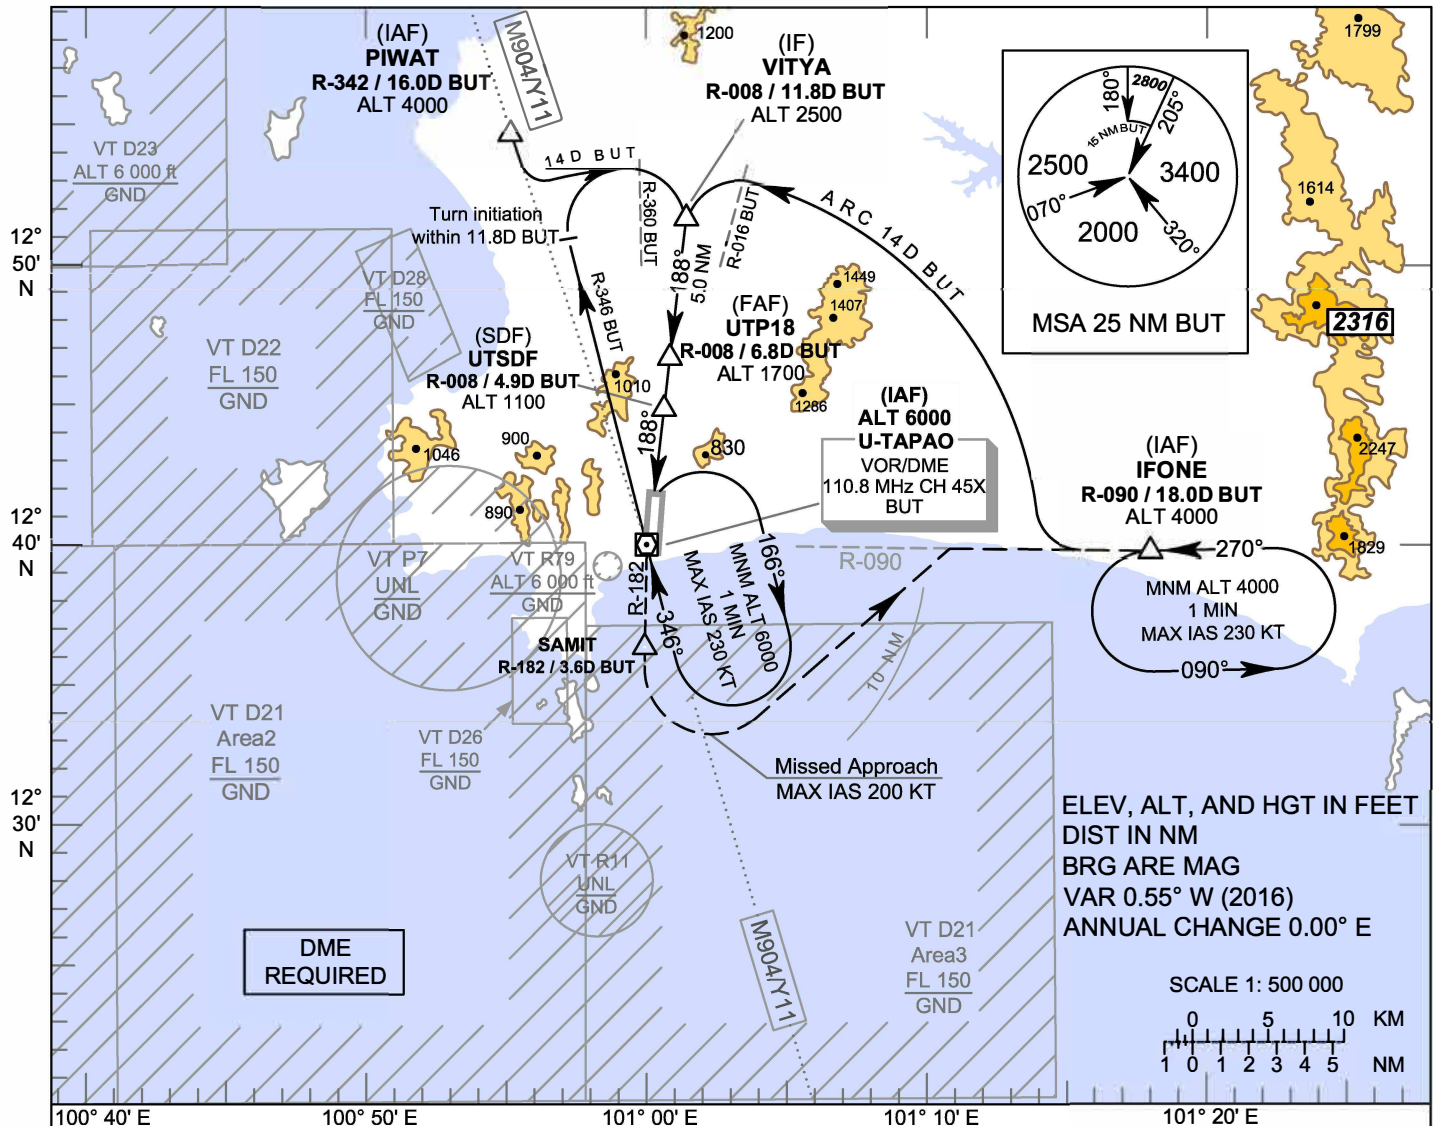 (IAF)
PIWAT
R-342 / 16.0D BUT
ALT 4000
M904/Y11
1200
(IF)
VITYA
R-008 / 11.8D BUT
ALT 2500
1799
180°
2800
205°
15 NM BUT
2500
3400
070°
2000
320°
MSA 25 NM BUT
VT D23
ALT 6 000 ft
GND
14 D BUT
ARC 14 D BUT
Turn initiation
within 11.8D BUT
R-360 BUT
R-016 BUT
1614
12°
50'
N
VT D28
FL 150
GND
R-346 BUT
188°
5.0 NM
1449
1407
2316
(SDF)
UTSDF
R-008 / 4.9D BUT
ALT 1100
(FAF)
UTP18
R-008 / 6.8D BUT
ALT 1700
VT D22
FL 150
GND
1010
1286
188°
1046
900
830
890
(IAF)
ALT 6000
U-TAPAO
VOR/DME
110.8 MHz CH 45X
BUT
(IAF)
IFONE
R-090 / 18.0D BUT
ALT 4000
2247
1829
12°
40'
N
VT P7
UNL
GND
VT R79
ALT 6 000 ft
GND
R-182
166°
MNM ALT 6000
1 MIN
MAX IAS 230 KT
346°
R-090
270°
MNM ALT 4000
1 MIN
MAX IAS 230 KT
090°
SAMIT
R-182 / 3.6D BUT
10 NM
VT D21
Area2
FL 150
GND
VT D26
FL 150
GND
Missed Approach
MAX IAS 200 KT
12°
30'
N
VT R11
UNL
GND
ELEV, ALT, AND HGT IN FEET
DIST IN NM
BRG ARE MAG
VAR 0.55° W (2016)
ANNUAL CHANGE 0.00° E
DME
REQUIRED
M904/Y11
VT D21
Area3
FL 150
GND
SCALE 1: 500 000
0 5 10 KM
1 0 1 2 3 4 5 NM
100° 40' E
100° 50' E
101° 00' E
101° 10' E
101° 20' E